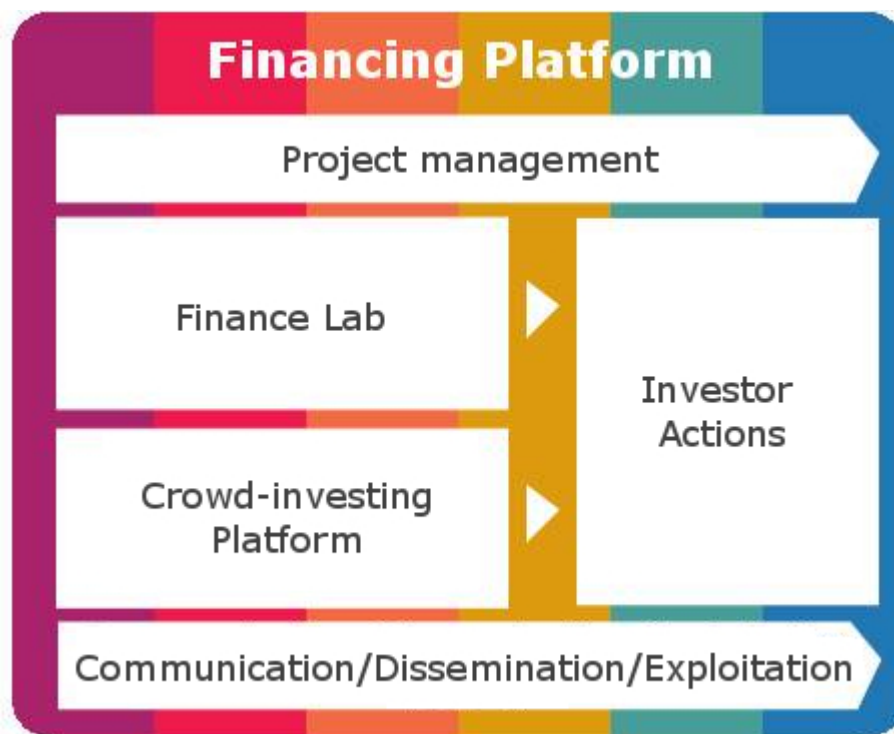 Financing Platform
Project management
Finance Lab
Investor
Actions
Crowd-investing
Platform
Communication/Dissemination/Exploitation